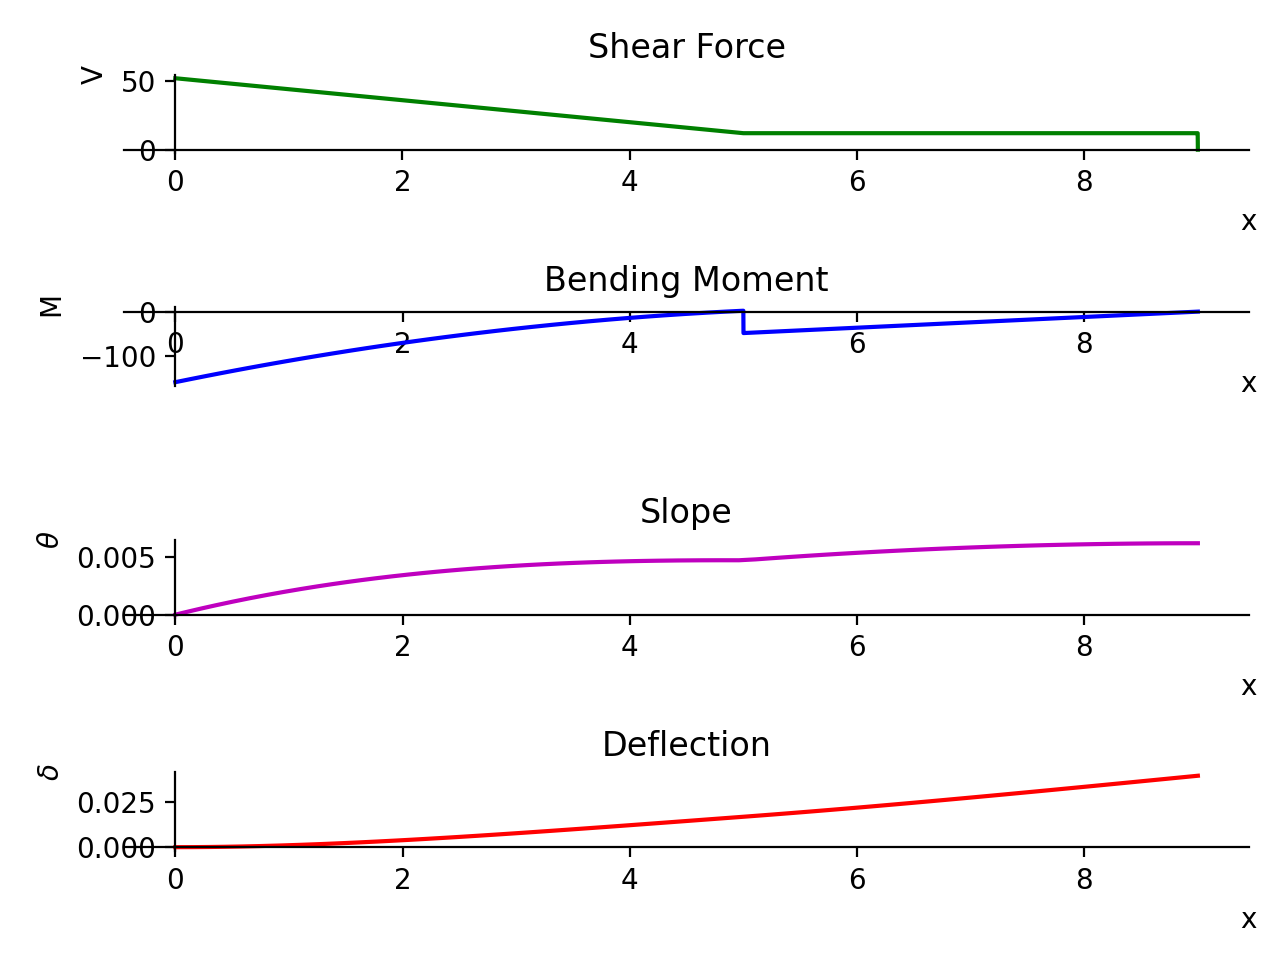 Shear Force
V
50
0
0 2 4 6 8
x
Bending Moment
M
0
0 2 4 6 8
−100
x
Slope
θ
0.005
0.000
0 2 4 6 8
x
Deflection
δ
0.025
0.000
0 2 4 6 8
x